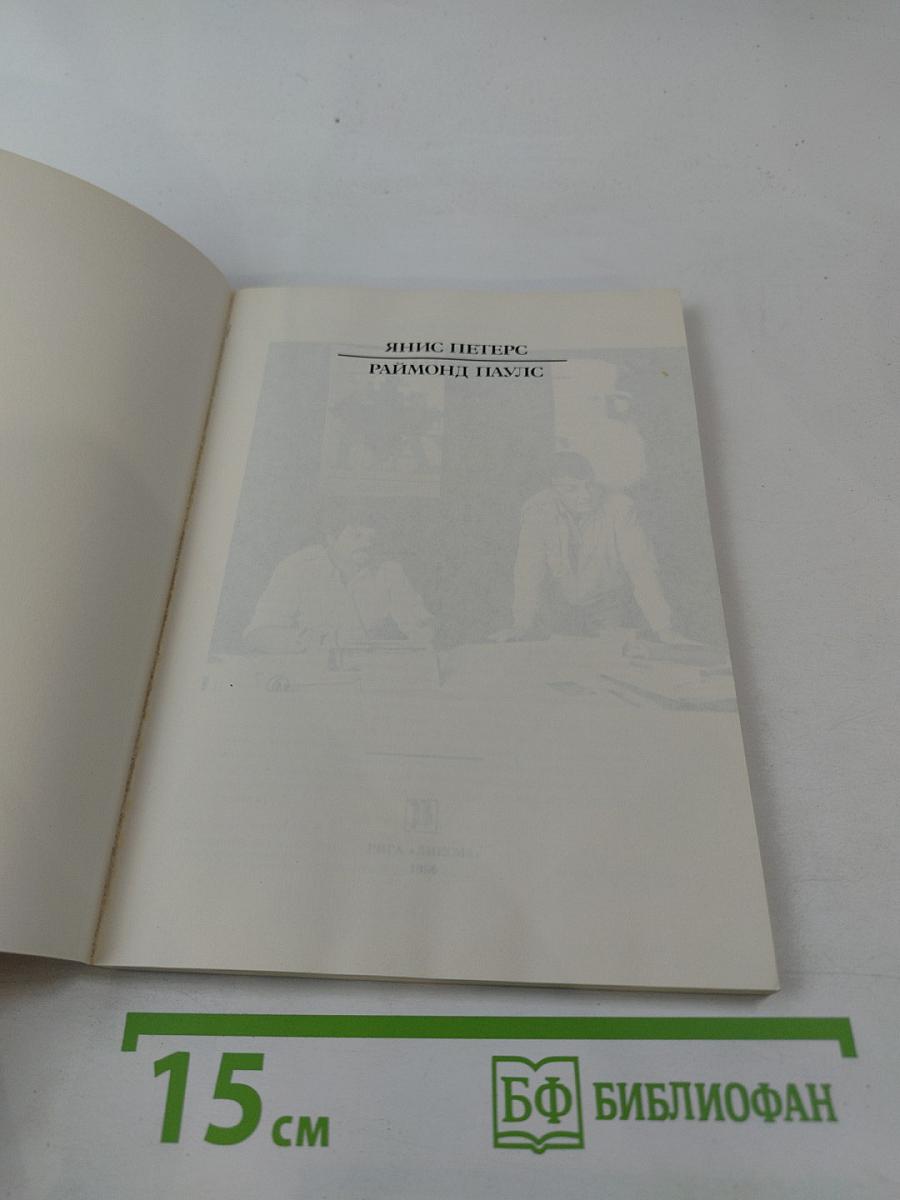 ЯНИС ПЕТЕРС
РАЙМОНД ПАУЛС
РИГА «ЛИЕСМА»
15 см
БФ БИБЛИОФАН